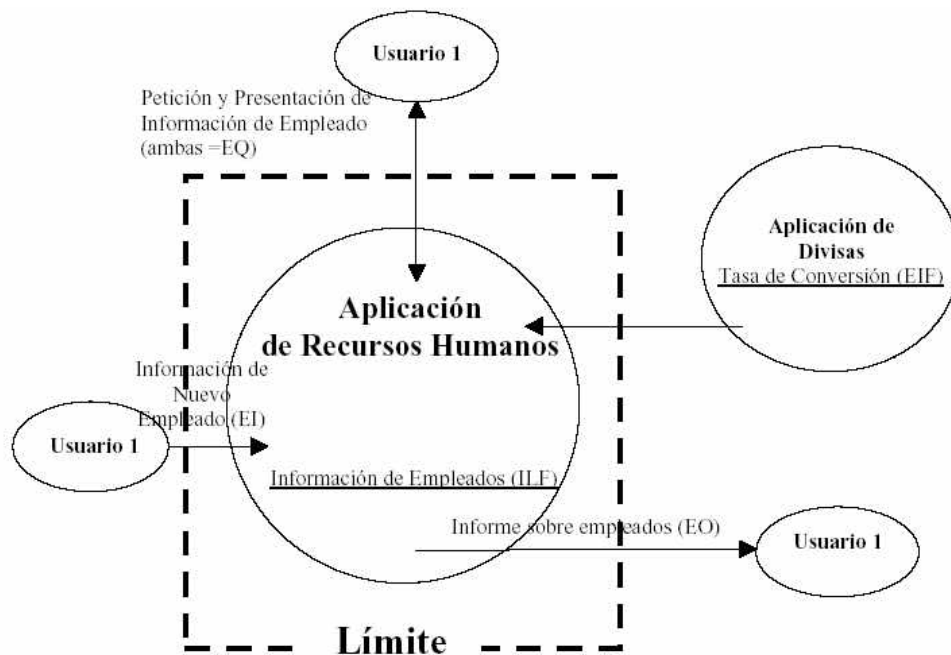 Usuario 1
Petición y Presentación de
Información de Empleado
(ambas =EQ)
Aplicación de
Divisas
Tasa de Conversión (EIF)
Aplicación
de Recursos Humanos
Información de
Nuevo
Empleado (EI)
Usuario 1
Información de Empleados (ILF)
Informe sobre empleados (EO)
Usuario 1
Límite